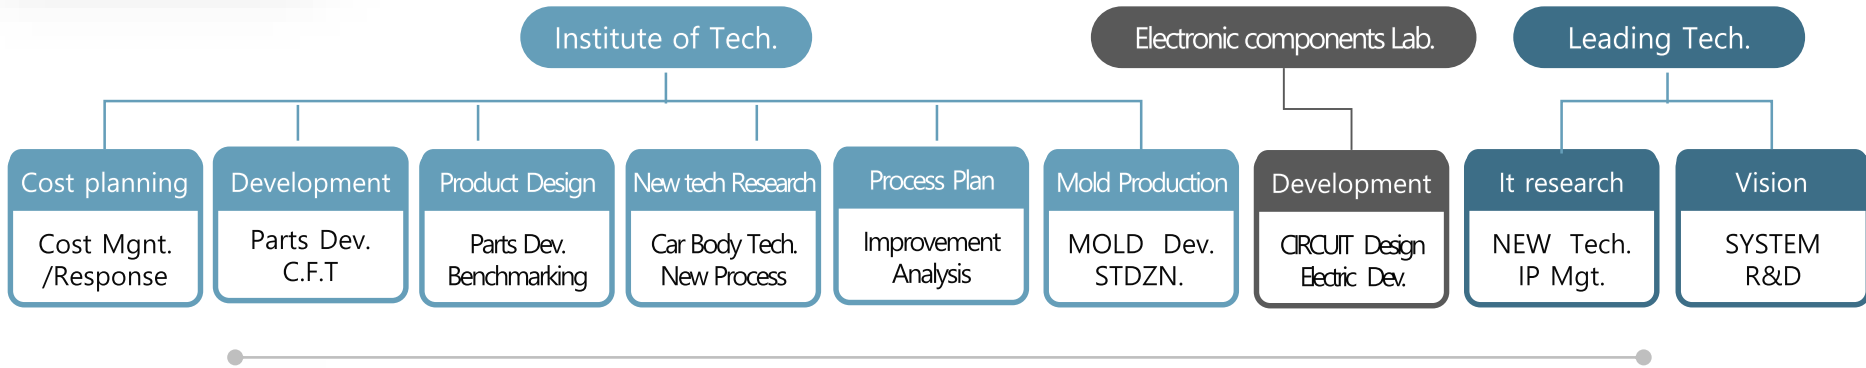 Institute of Tech.
Electronic components Lab.
Leading Tech.
Cost planning
Cost Mgnt.
/Response
Development
Parts Dev.
C.F.T
Product Design
Parts Dev.
Benchmarking
New tech Research
Car Body Tech.
New Process
Process Plan
Improvement
Analysis
Mold Production
MOLD Dev.
STDZN.
Development
CIRCUIT Design
Electric Dev.
It research
NEW Tech.
IP Mgt.
Vision
SYSTEM
R&D